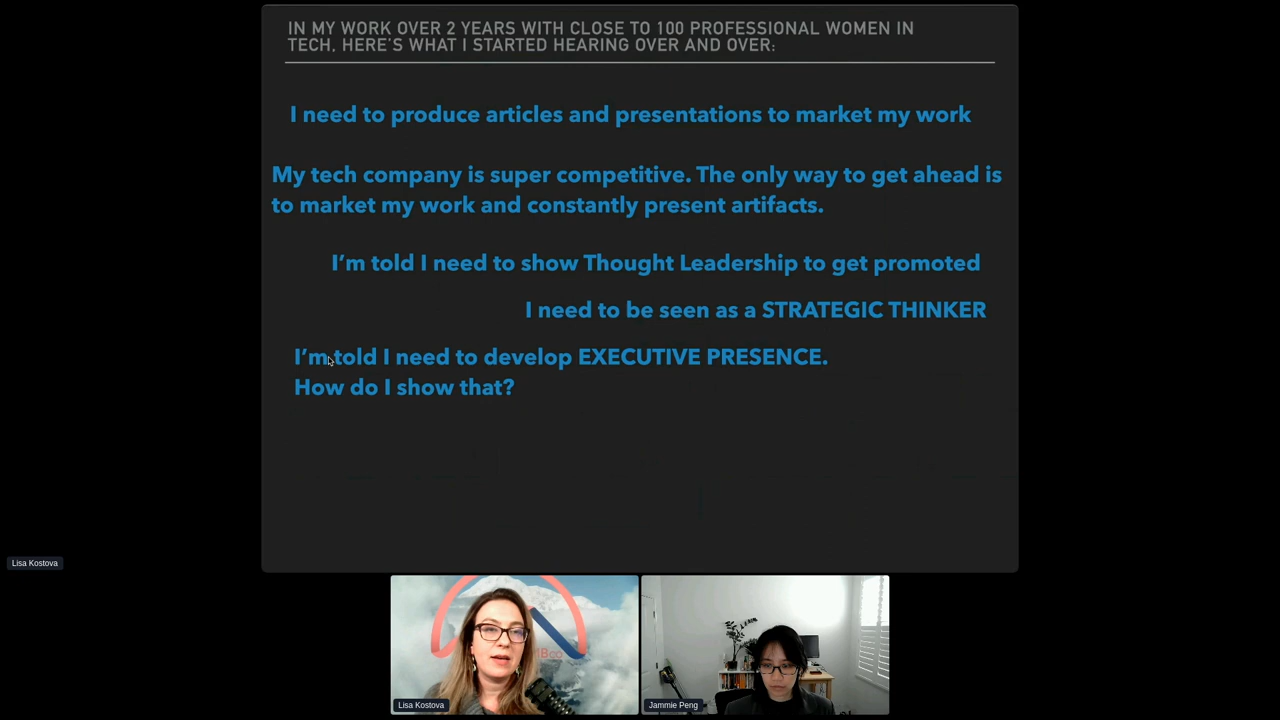 IN MY WORK OVER 2 YEARS WITH CLOSE TO 100 PROFESSIONAL WOMEN IN
TECH, HERE'S WHAT I STARTED HEARING OVER AND OVER:
I need to produce articles and presentations to market my work
My tech company is super competitive. The only way to get ahead is
to market my work and constantly present artifacts.
I'm told I need to show Thought Leadership to get promoted
I need to be seen as a STRATEGIC THINKER
I'm told I need to develop EXECUTIVE PRESENCE.
How do I show that?
Lisa Kostova
Lisa Kostova
Jammie Peng